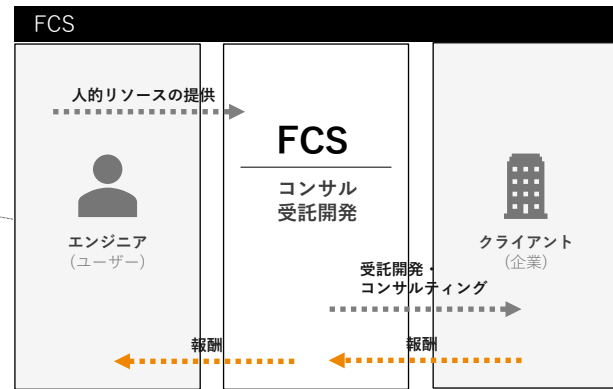 FCS
人的リソースの提供
FCS
コンサル
受託開発
エンジニア
(ユーザー)
クライアント
(企業)
受託開発・
コンサルティング
報酬
報酬